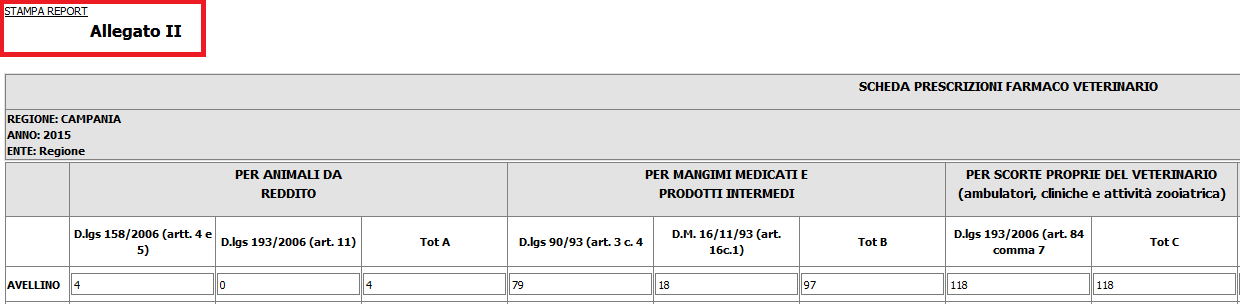 STAMPA REPORT
Allegato II
SCHEDA PRESCRIZIONI FARMACO VETERINARIO
REGIONE: CAMPANIA
ANNO: 2015
ENTE: Regione
PER ANIMALI DA
REDDITO
PER MANGIMI MEDICATI E
PRODOTTI INTERMEDI
PER SCORTE PROPRIE DEL VETERINARIO
(ambulatori, cliniche e attività zooiatrica)
D.lgs 158/2006 (artt. 4 e
5)
D.lgs 193/2006 (art. 11)
Tot A
D.lgs 90/93 (art. 3 c. 4
D.M. 16/11/93 (art.
16c.1)
Tot B
D.lgs 193/2006 (art. 84
comma 7
Tot C
AVELLINO 4 0 4 79 18 97 118 118